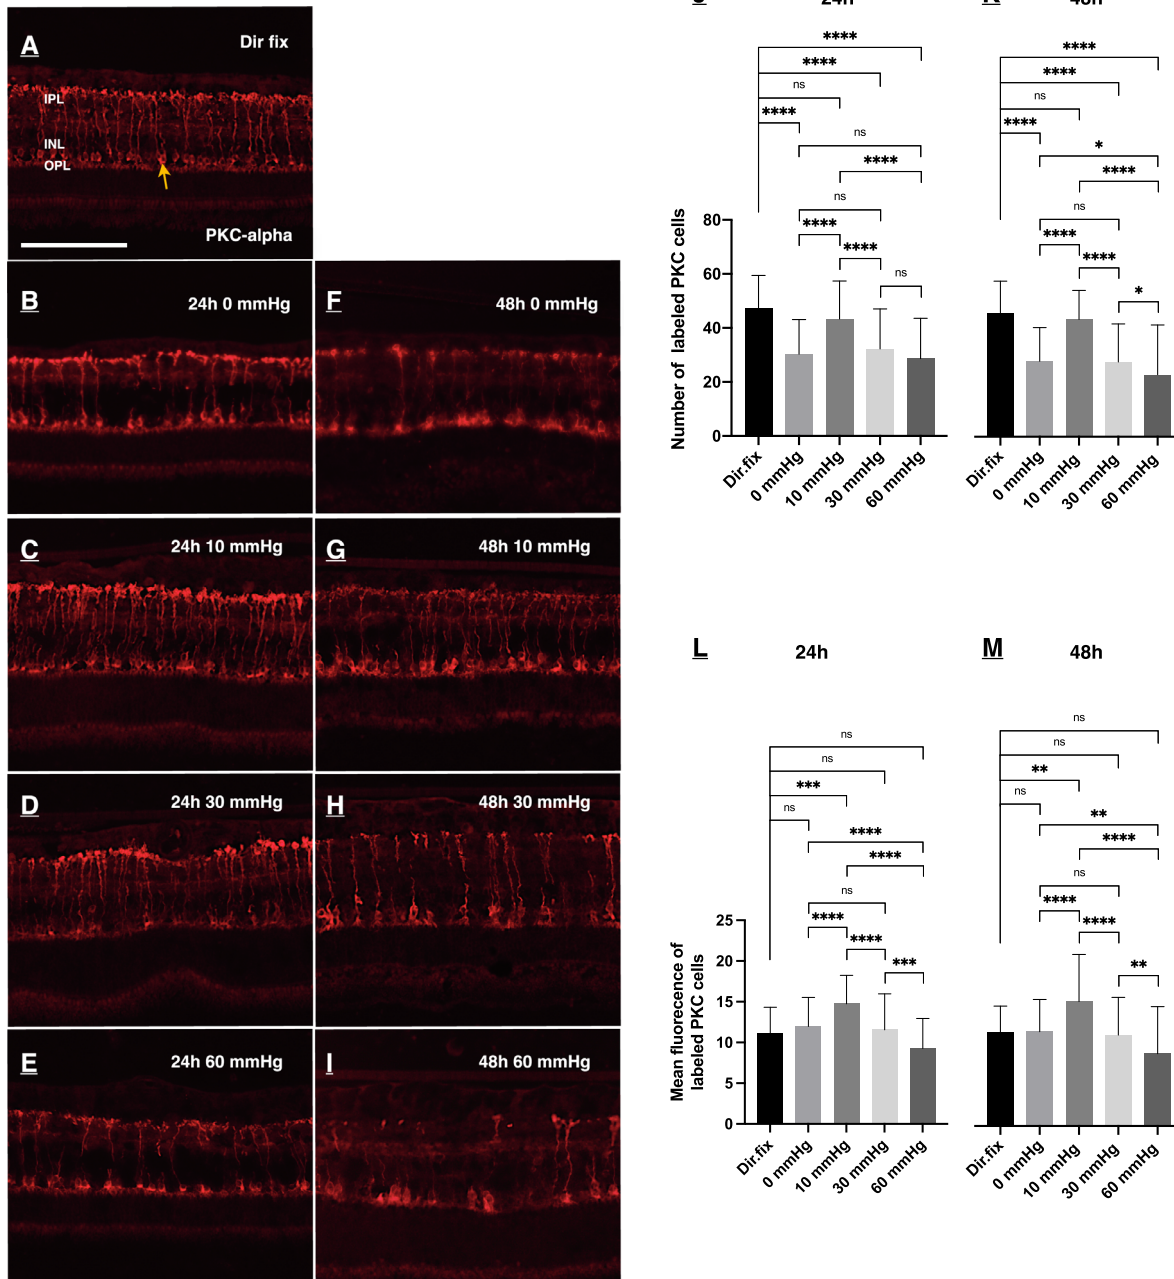 A
Dir fix
IPL
INL
OPL
PKC-alpha
B
24h 0 mmHg
F
48h 0 mmHg
C
24h 10 mmHg
G
48h 10 mmHg
D
24h 30 mmHg
H
48h 30 mmHg
E
24h 60 mmHg
I
48h 60 mmHg
J
24h
****
****
ns
****
ns
****
ns
****
****
ns
Number of labeled PKC cells
80
60
40
20
0
Dir.fix
0 mmHg
10 mmHg
30 mmHg
60 mmHg
K
48h
****
****
ns
****
*
****
ns
****
****
*
Dir.fix
0 mmHg
10 mmHg
30 mmHg
60 mmHg
L
24h
ns
ns
***
ns
****
****
ns
****
****
***
Mean fluorecence of
labeled PKC cells
25
20
15
10
5
0
Dir.fix
0 mmHg
10 mmHg
30 mmHg
60 mmHg
M
48h
ns
ns
**
ns
**
****
ns
****
****
**
Dir.fix
0 mmHg
10 mmHg
30 mmHg
60 mmHg